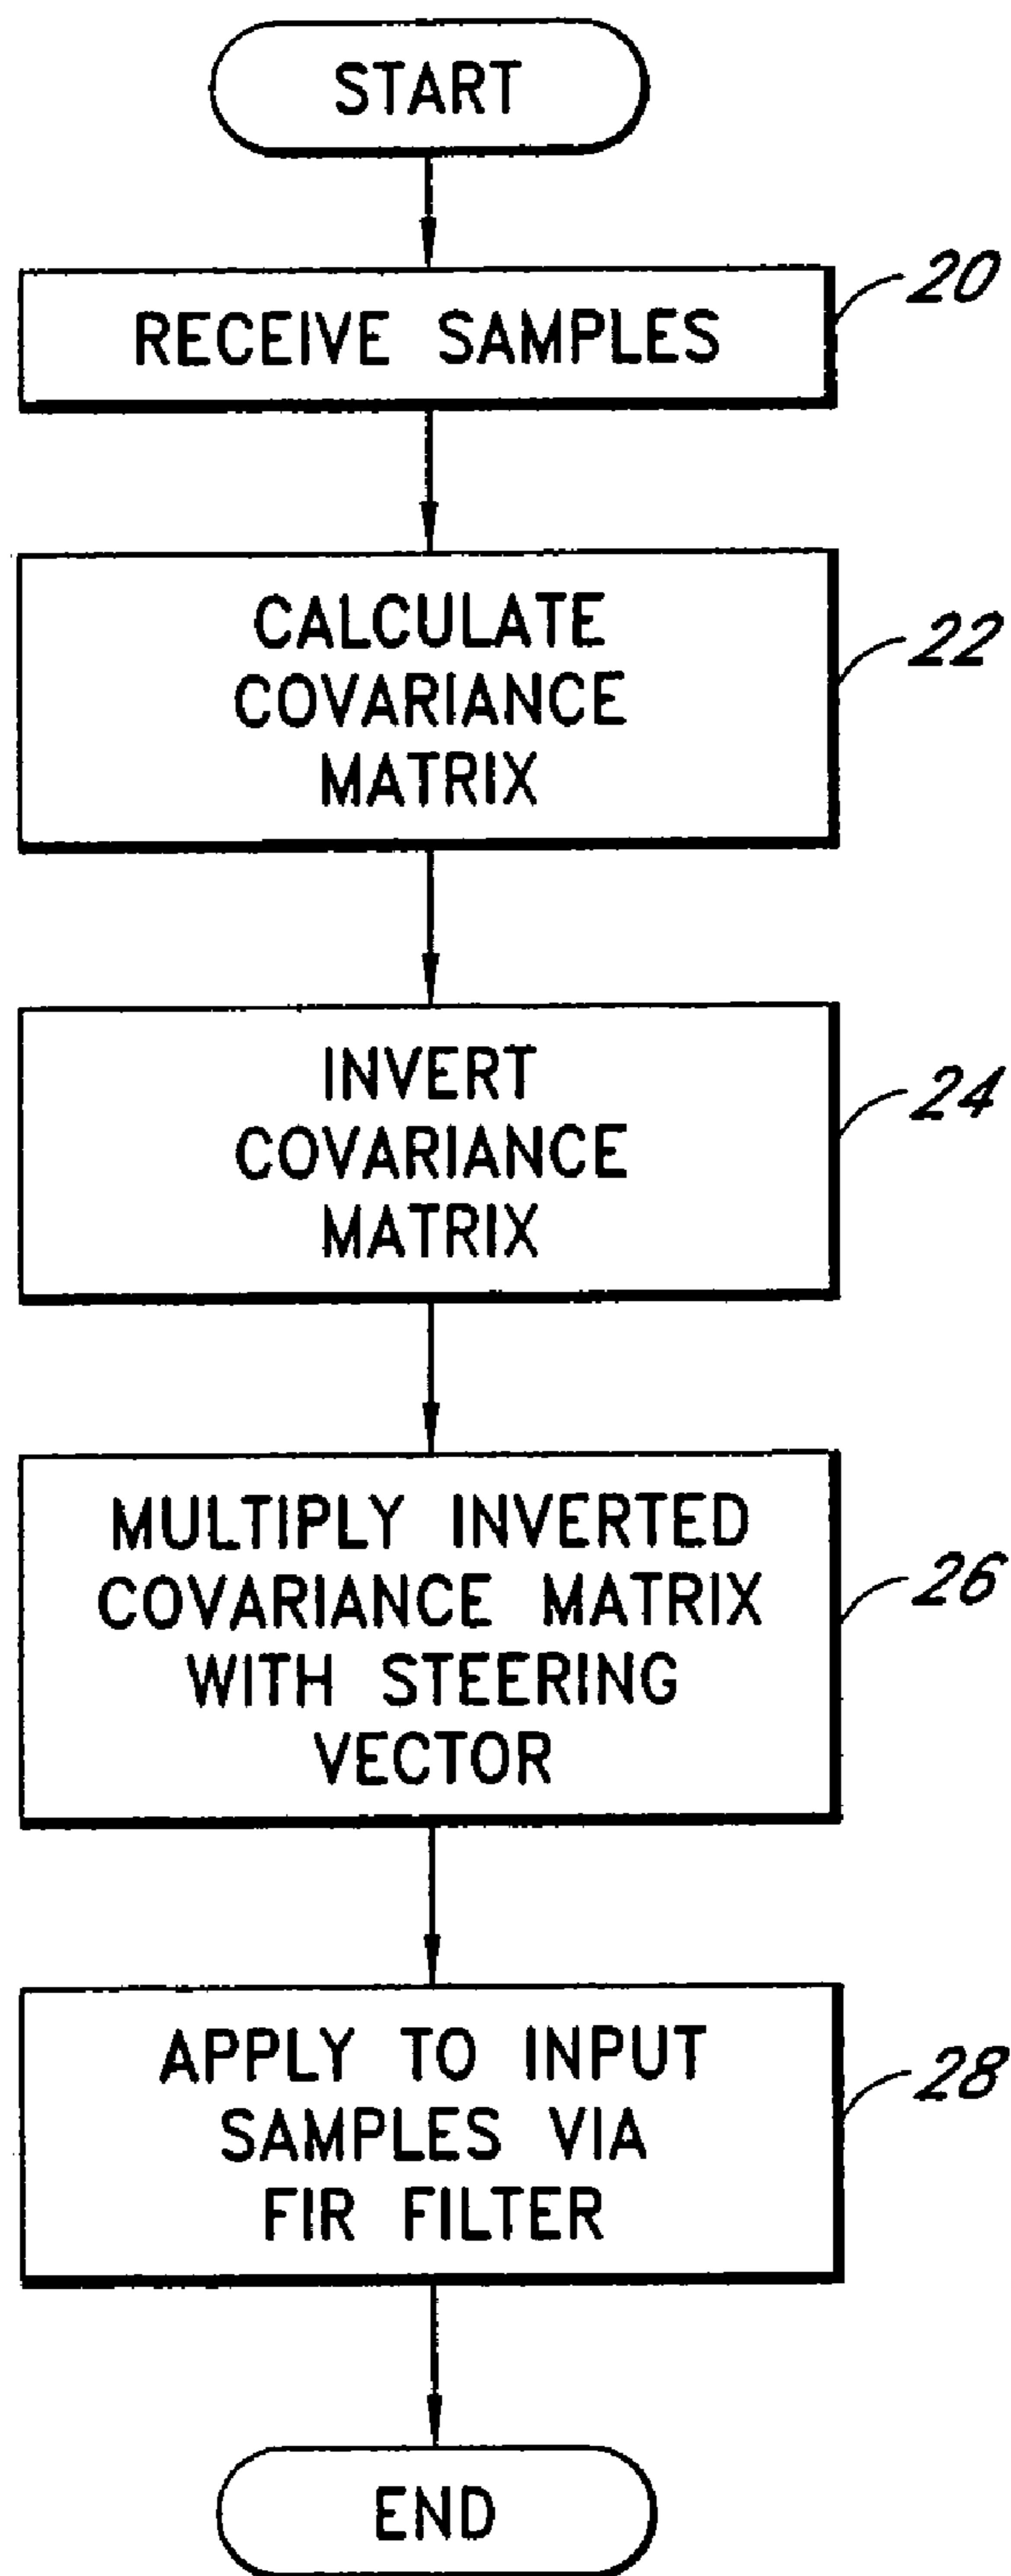 START
RECEIVE SAMPLES
20
CALCULATE
COVARIANCE
MATRIX
22
INVERT
COVARIANCE
MATRIX
24
MULTIPLY INVERTED
COVARIANCE MATRIX
WITH STEERING
VECTOR
26
APPLY TO INPUT
SAMPLES VIA
FIR FILTER
28
END